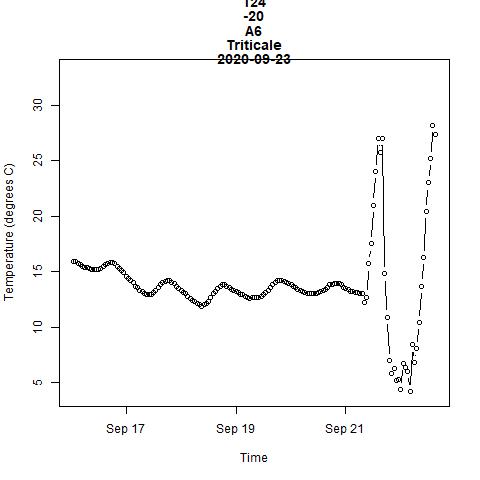 124
-20
A6
Triticale
2020-09-23
Temperature (degrees C)
30
25
20
15
10
5
Sep 17
Sep 19
Sep 21
Time